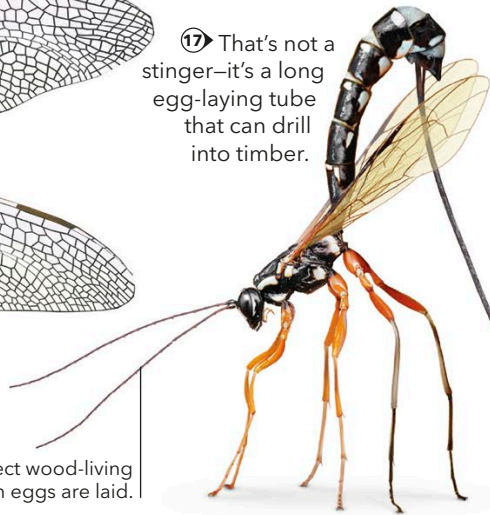 17 That's not a
stinger–it's a long
egg-laying tube
that can drill
into timber.
ect wood-living
n eggs are laid.